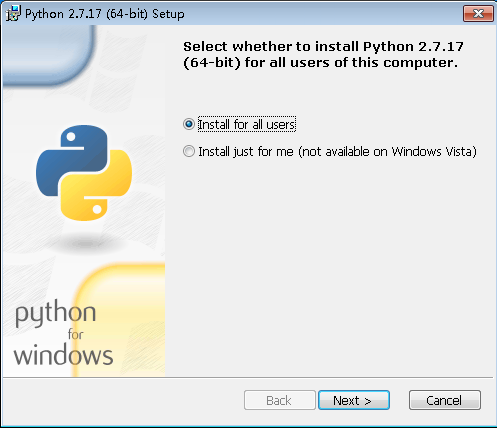 Python 2.7.17 (64-bit) Setup
Select whether to install Python 2.7.17
(64-bit) for all users of this computer.
Install for all users
Install just for me (not available on Windows Vista)
python
for
windows
Back
Next >
Cancel